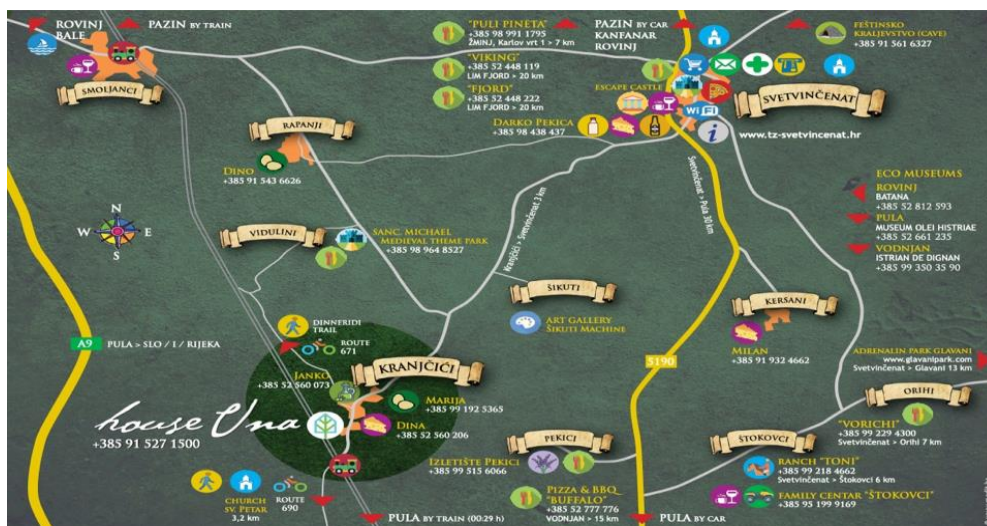 ROVINJ
BALE
PAZIN BY TRAIN
SMOLJANCI
"PULI PINETA"
+385 98 991 1795
ŽMINJ, Karlov vrt 1 > 7 km
"VIKING"
+385 52 448 119
LIM FJORD > 20 km
"FJORD"
+385 52 448 222
LIM FJORD > 20 km
PAZIN BY CAR
KANFANAR
ROVINJ
FEŠTINSKO
KRALJEVSTVO (CAVE)
+385 91 561 6327
ESCAPE CASTLE
SVETVINČENAT
Wi Fi
i
www.tz-svetvincenat.hr
DARKO PEKICA
+385 98 438 437
RAPANJI
DINO
+385 91 543 6626
N
W E
S
VIDULINI
SANC. MICHAEL
MEDIEVAL THEME PARK
+385 98 964 8527
Kranjčići > Svetvinčenat 3 km
Svetvinčenat > Pula 30 km
ECO MUSEUMS
ROVINJ
BATANA
+385 52 812 593
PULA
MUSEUM OLEI HISTRIAE
+385 52 661 235
VODNJAN
ISTRIAN DE DIGNAN
+385 99 350 35 90
ŠIKUTI
ART GALLERY
ŠIKUTI MACHINE
KERSANI
MILAN
+385 91 932 4662
A9
PULA > SLO / I / RIJEKA
DINNERIDI
TRAIL
ROUTE
671
JANKO
+385 52 560 073
KRANJČIĆI
MARIJA
+385 99 192 5365
DINA
+385 52 560 206
house Una
+385 91 527 1500
5190
ADRENALIN PARK GLAVANI
www.glavanipark.com
Svetvinčenat > Glavani 13 km
ORIHI
"VORICHI"
+385 99 229 4300
Svetvinčenat > Orihi 7 km
PEKICI
IZLETIŠTE PEKICI
+385 99 515 6066
ŠTOKOVCI
RANCH "TONI"
+385 99 218 4662
Svetvinčenat > Štokovci 6 km
FAMILY CENTAR "ŠTOKOVCI"
+385 95 199 9169
CHURCH
SV. PETAR
3,2 km
ROUTE
690
PULA BY TRAIN (00:29 h)
PIZZA & BBQ
"BUFFALO"
+385 52 777 776
VODNJAN > 15 km
PULA BY CAR